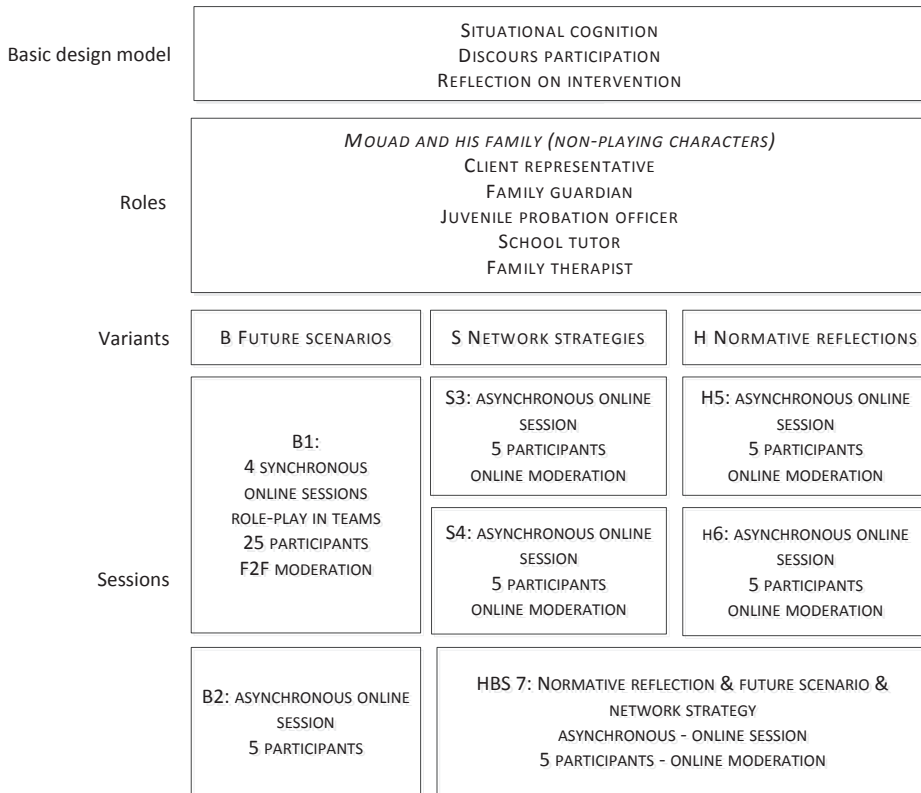 Basic design model
SITUATIONAL COGNITION
DISCOURS PARTICIPATION
REFLECTION ON INTERVENTION
Roles
MOUAD AND HIS FAMILY (NON-PLAYING CHARACTERS)
CLIENT REPRESENTATIVE
FAMILY GUARDIAN
JUVENILE PROBATION OFFICER
SCHOOL TUTOR
FAMILY THERAPIST
Variants
B FUTURE SCENARIOS
S NETWORK STRATEGIES
H NORMATIVE REFLECTIONS
Sessions
B1:
4 SYNCHRONOUS
ONLINE SESSIONS
ROLE-PLAY IN TEAMS
25 PARTICIPANTS
F2F MODERATION
S3: ASYNCHRONOUS ONLINE
SESSION
5 PARTICIPANTS
ONLINE MODERATION
H5: ASYNCHRONOUS ONLINE
SESSION
5 PARTICIPANTS
ONLINE MODERATION
S4: ASYNCHRONOUS ONLINE
SESSION
5 PARTICIPANTS
ONLINE MODERATION
H6: ASYNCHRONOUS ONLINE
SESSION
5 PARTICIPANTS
ONLINE MODERATION
B2: ASYNCHRONOUS ONLINE
SESSION
5 PARTICIPANTS
HBS 7: NORMATIVE REFLECTION & FUTURE SCENARIO &
NETWORK STRATEGY
ASYNCHRONOUS - ONLINE SESSION
5 PARTICIPANTS - ONLINE MODERATION